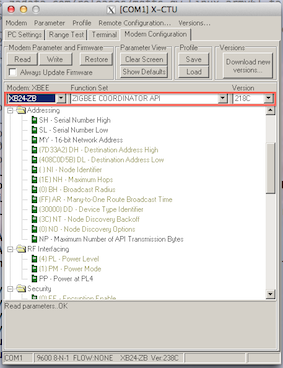 [COM1] X-CTU
Modem Parameter Profile Remote Configuration... Versions...
PC Settings Range Test Terminal Modem Configuration
Modem Parameter and Firmware Parameter View Profile Versions
Read Write Restore Clear Screen Save Download new versions...
Always Update Firmware Show Defaults Load
Modem: XBEE Function Set Version
XB24-ZB ZIGBEE COORDINATOR API 218C
Addressing
SH - Serial Number High
SL - Serial Number Low
MY - 16-bit Network Address
(7D33A2) DH - Destination Address High
(408C0D5B) DL - Destination Address Low
( ) NI - Node Identifier
(1E) NH - Maximum Hops
(0) BH - Broadcast Radius
(FF) AR - Many-to-One Route Broadcast Time
(30000) DD - Device Type Identifier
(3C) NT - Node Discovery Backoff
(0) NO - Node Discovery Options
NP - Maximum Number of API Transmission Bytes
RF Interfacing
(4) PL - Power Level
(1) PM - Power Mode
PP - Power at PL4
Security
(0) EE - Encryption Enable
Read parameters..OK
COM1 9600 8-N-1 FLOW:NONE XB24-ZB Ver:238C